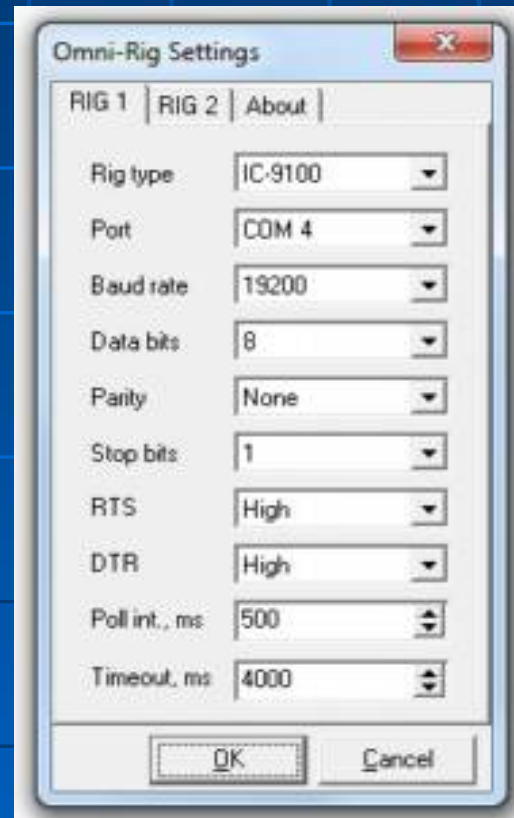 Omni-Rig Settings
RIG 1 RIG 2 About
Rig type IC-9100
Port COM 4
Baud rate 19200
Data bits 8
Parity None
Stop bits 1
RTS High
DTR High
Poll int., ms 500
Timeout, ms 4000
OK Cancel